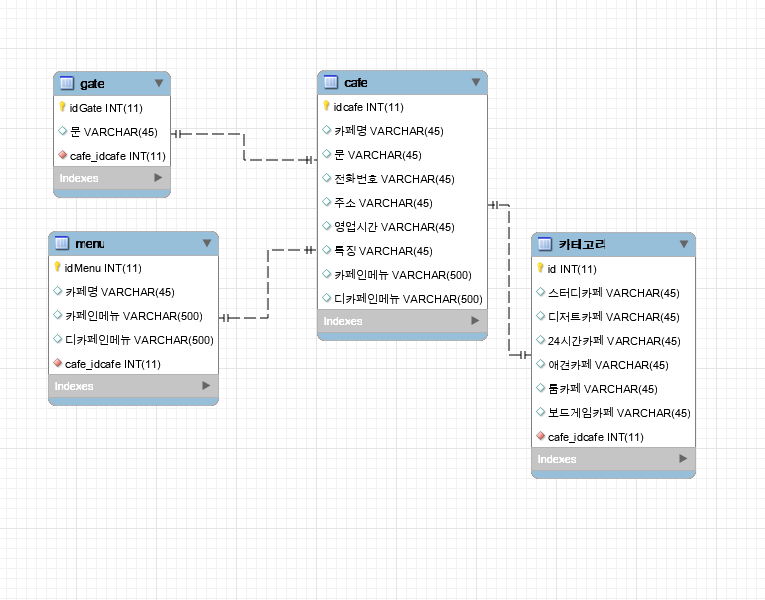 gate
idGate INT(11)
문 VARCHAR(45)
cafe_idcafe INT(11)
Indexes
cafe
idcafe INT(11)
카페명 VARCHAR(45)
문 VARCHAR(45)
전화번호 VARCHAR(45)
주소 VARCHAR(45)
영업시간 VARCHAR(45)
특징 VARCHAR(45)
카페인메뉴 VARCHAR(500)
디카페인메뉴 VARCHAR(500)
Indexes
menu
idMenu INT(11)
카페명 VARCHAR(45)
카페인메뉴 VARCHAR(500)
디카페인메뉴 VARCHAR(500)
cafe_idcafe INT(11)
Indexes
카테고리
id INT(11)
스터디카페 VARCHAR(45)
디저트카페 VARCHAR(45)
24시간카페 VARCHAR(45)
애견카페 VARCHAR(45)
룸카페 VARCHAR(45)
보드게임카페 VARCHAR(45)
cafe_idcafe INT(11)
Indexes